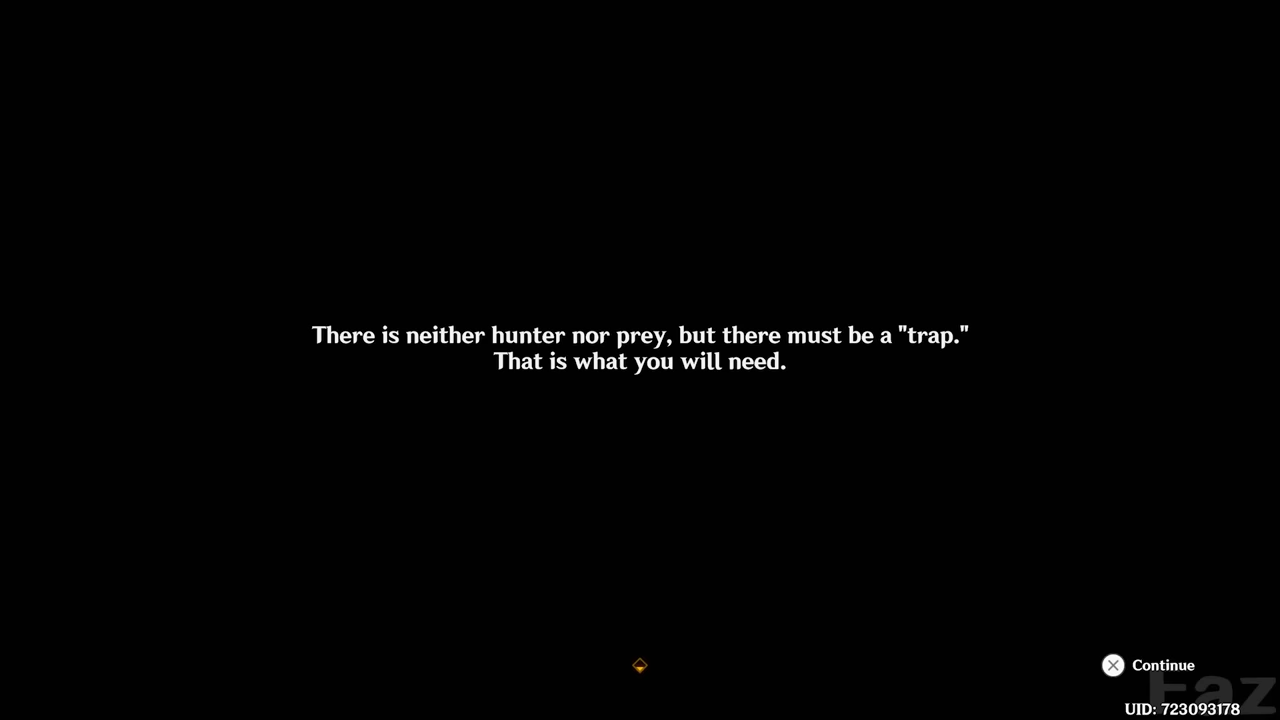 There is neither hunter nor prey, but there must be a "trap."
That is what you will need.
Continue
Eaz
UID: 723093178